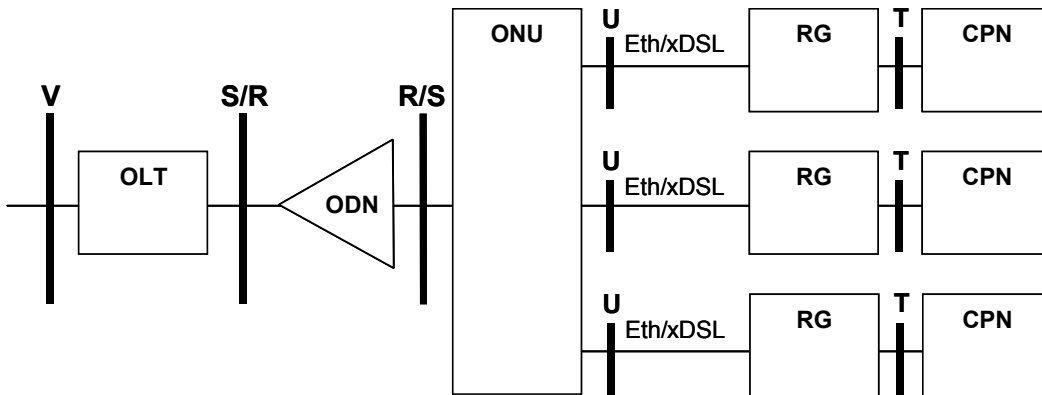 ONU
U
Eth/xDSL
RG
T
CPN
V
S/R
R/S
OLT
ODN
U
Eth/xDSL
RG
T
CPN
U
Eth/xDSL
RG
T
CPN